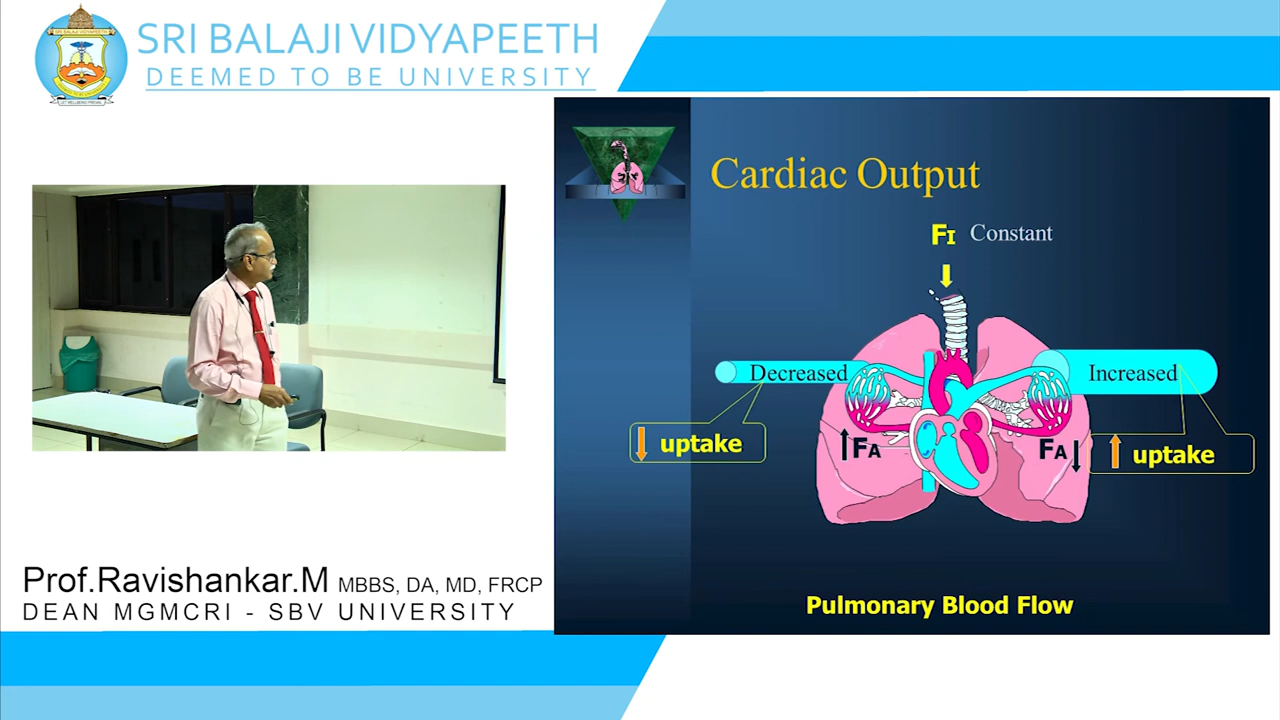 SRI BALAJI VIDYAPEETH
DEEMED TO BE UNIVERSITY
Cardiac Output
FI Constant
Decreased
Increased
↓ uptake
↑FA
FA↓
↑ uptake
Pulmonary Blood Flow
Prof.Ravishankar.M MBBS, DA, MD, FRCP
DEAN MGMCRI - SBV UNIVERSITY